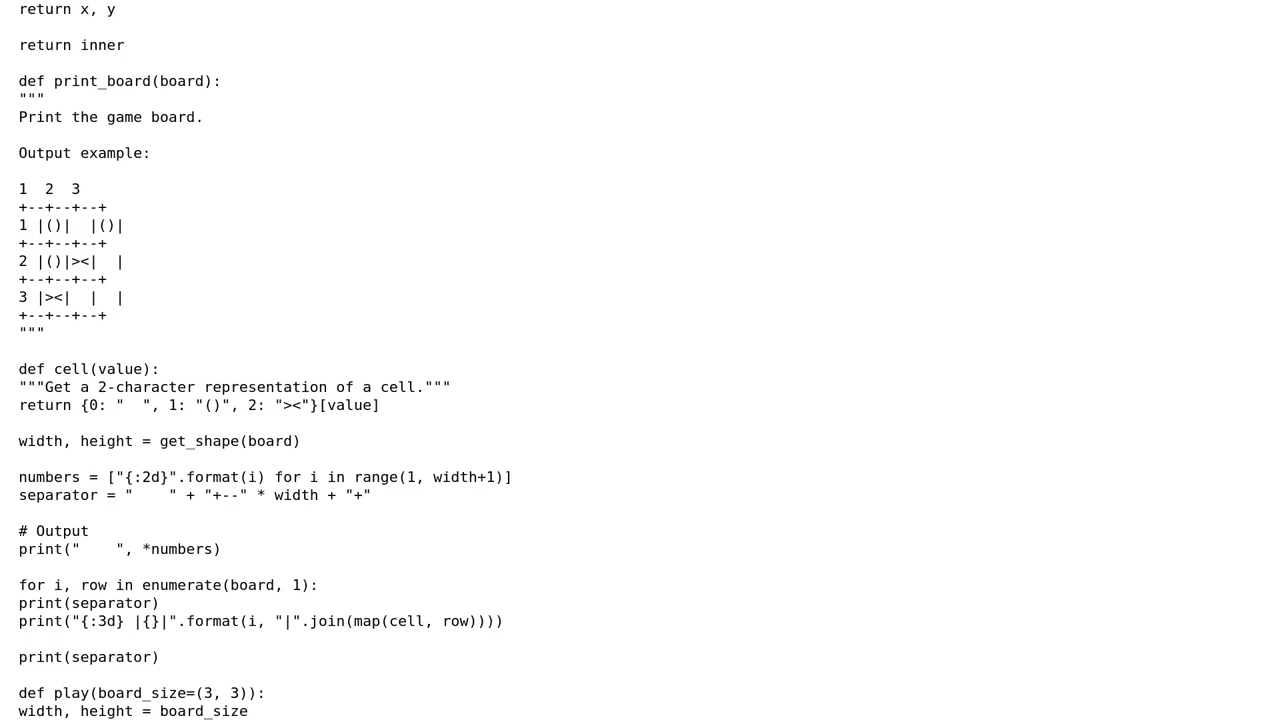 return x, y

return inner

def print_board(board):
"""
Print the game board.

Output example:

1  2  3
+--+--+--+
1 |()|  |()|
+--+--+--+
2 |()|><|  |
+--+--+--+
3 |><|  |  |
+--+--+--+
"""

def cell(value):
"""Get a 2-character representation of a cell."""
return {0: "  ", 1: "()", 2: "><"}[value]

width, height = get_shape(board)

numbers = ["{:2d}".format(i) for i in range(1, width+1)]
separator = "    " + "+--" * width + "+"

# Output
print("    ", *numbers)

for i, row in enumerate(board, 1):
print(separator)
print("{:3d} |{}|".format(i, "|".join(map(cell, row))))

print(separator)

def play(board_size=(3, 3)):
width, height = board_size